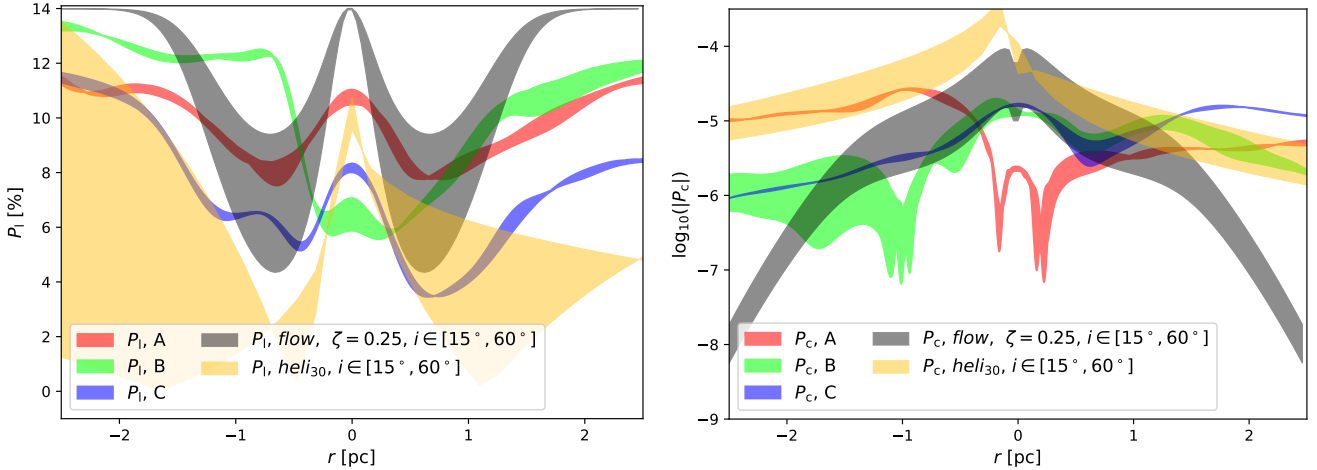 14
12
10
8
6
4
2
0
P_l [%]
P_l, A
P_l, B
P_l, C
P_l, flow, ζ = 0.25, i ∈ [15°, 60°]
P_l, heli_30, i ∈ [15°, 60°]
−2 −1 0 1 2
r [pc]
−4
−5
−6
−7
−8
−9
log_10(|P_c|)
P_c, A
P_c, B
P_c, C
P_c, flow, ζ = 0.25, i ∈ [15°, 60°]
P_c, heli_30, i ∈ [15°, 60°]
−2 −1 0 1 2
r [pc]